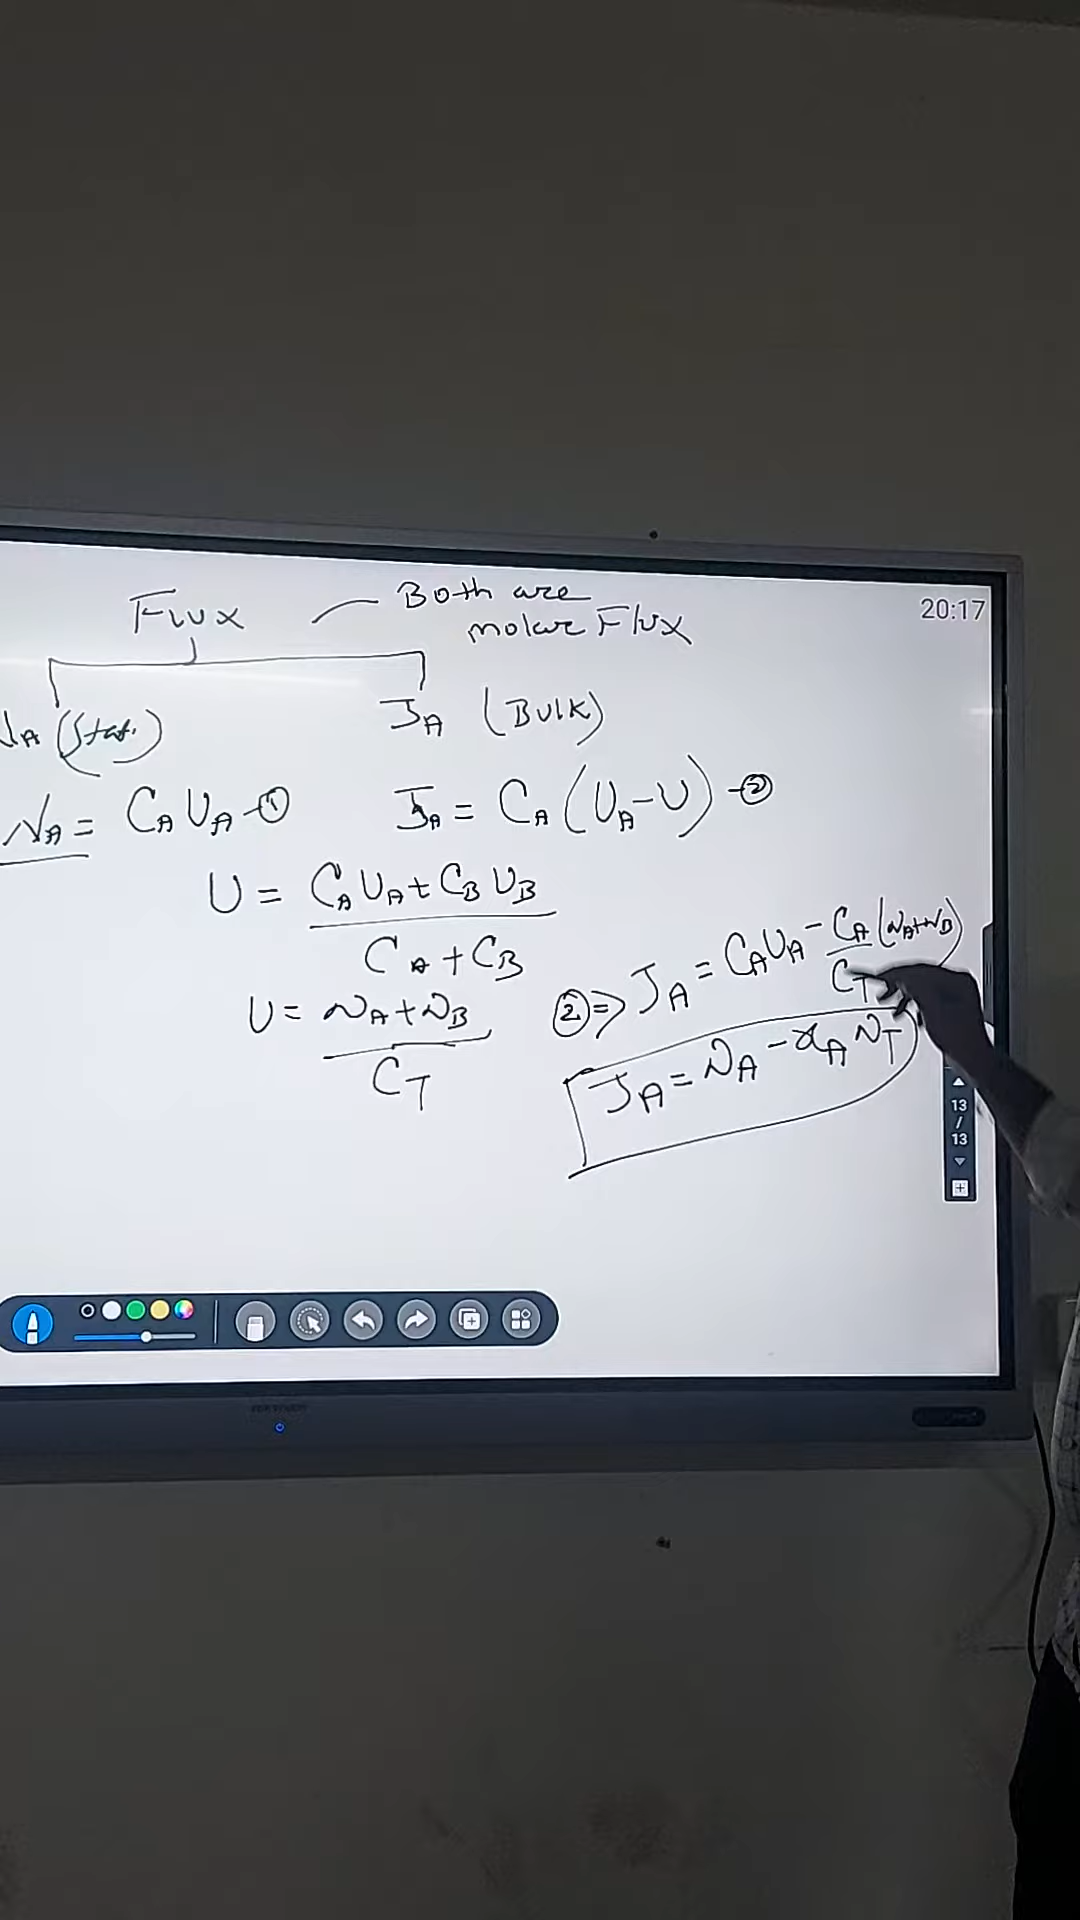 Flux — Both are
molar Flux
20:17
NA (Stat.)
JA (Bulk)
NA = CA UA -①
JA = CA (UA - U) -②
U = CA UA + CB UB / CA + CB
②⇒ JA = CA UA - CA/CT (NA+NB)
U = NA + NB / CT
JA = NA - xA NT
13
/
13